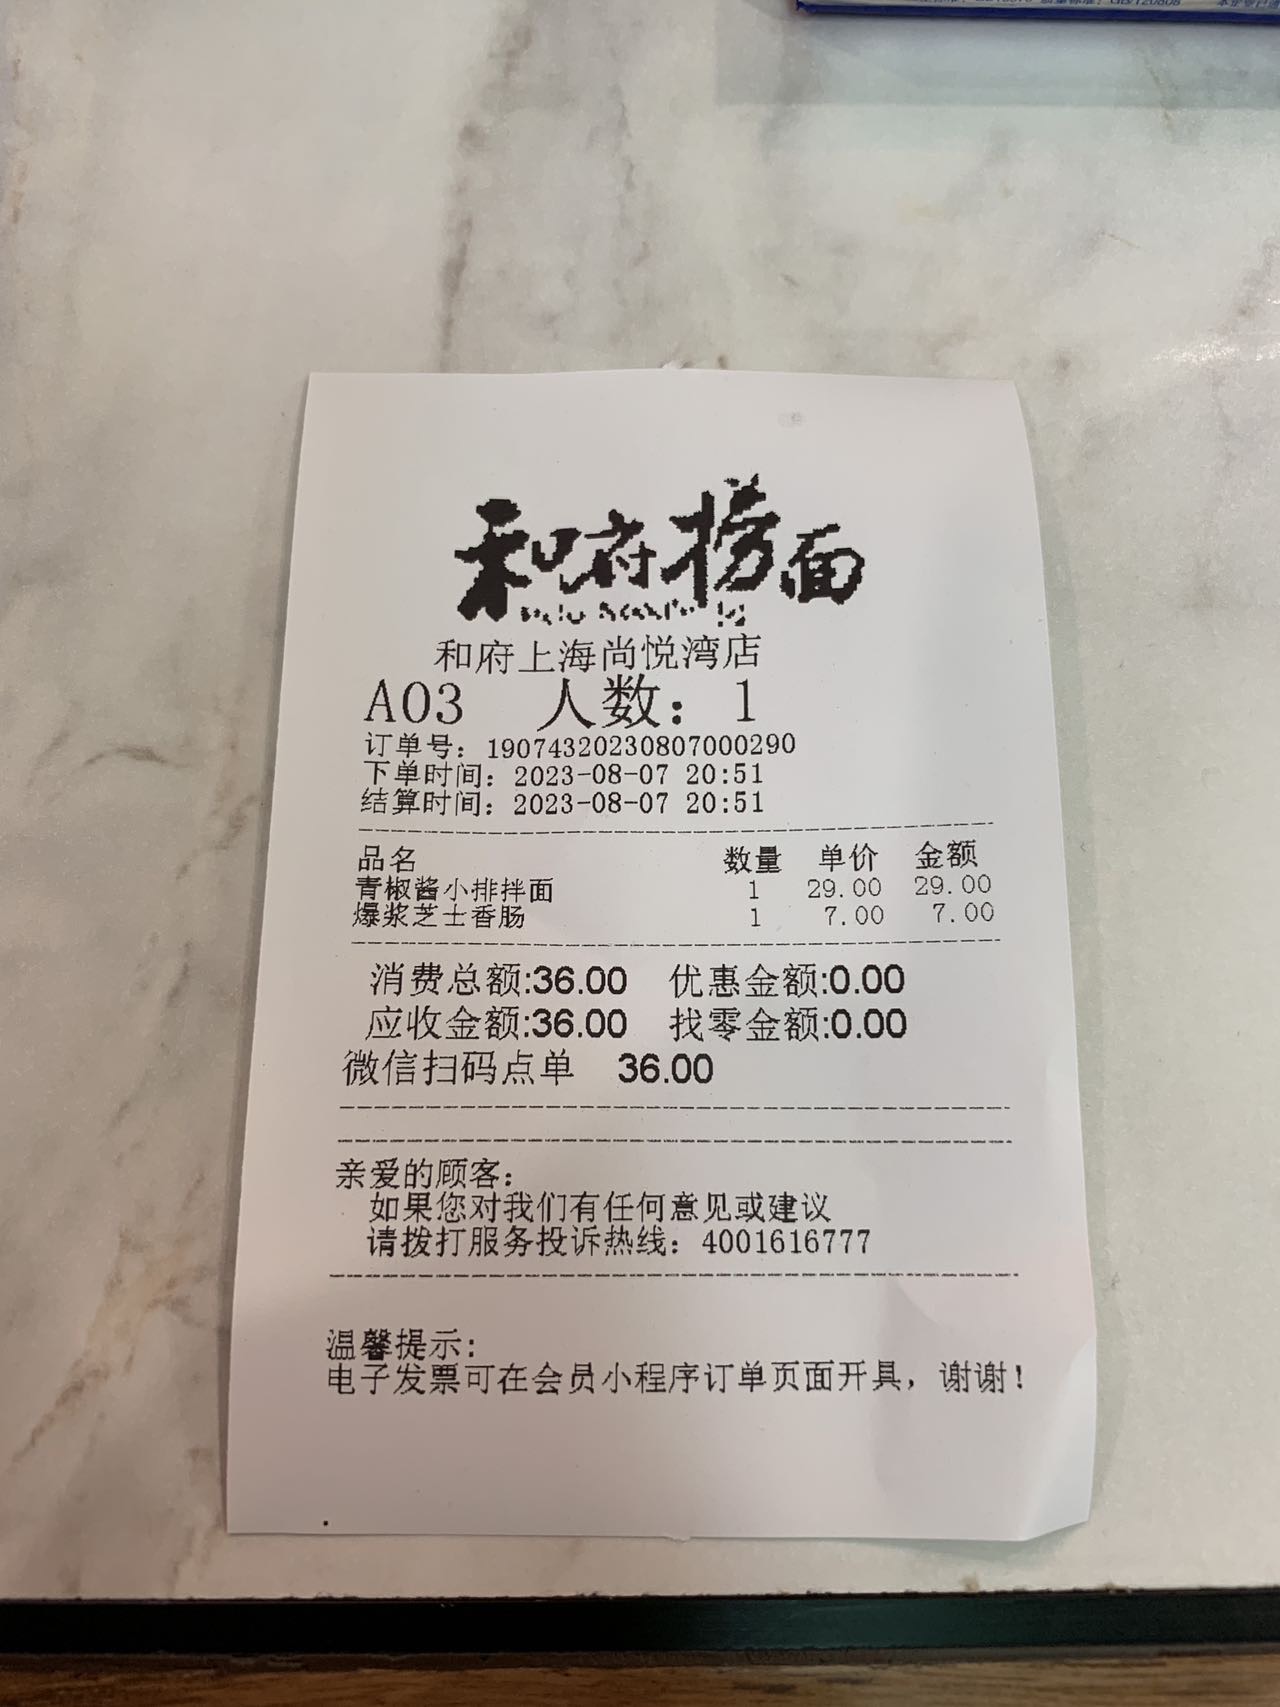 和府捞面
和府上海尚悦湾店
A03 人数：1
订单号：19074320230807000290
下单时间：2023-08-07 20:51
结算时间：2023-08-07 20:51
品名 数量 单价 金额
青椒酱小排拌面 1 29.00 29.00
爆浆芝士香肠 1 7.00 7.00
消费总额:36.00 优惠金额:0.00
应收金额:36.00 找零金额:0.00
微信扫码点单 36.00
亲爱的顾客：
如果您对我们有任何意见或建议
请拨打服务投诉热线：4001616777
温馨提示:
电子发票可在会员小程序订单页面开具，谢谢！